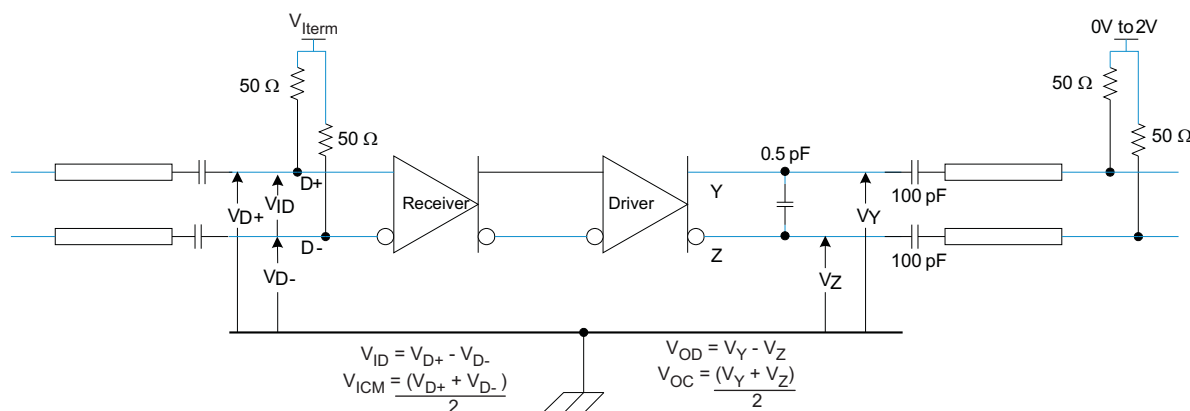 V_Iterm
0V to 2V
50 Ω
50 Ω
50 Ω
50 Ω
0.5 pF
D+
V_ID
V_D+
Receiver
Driver
Y
V_Y
100 pF
D-
V_D-
Z
V_Z
100 pF
V_ID = V_D+ - V_D-
V_ICM = (V_D+ + V_D-)
2
V_OD = V_Y - V_Z
V_OC = (V_Y + V_Z)
2